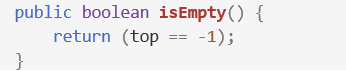 public boolean isEmpty() {
    return (top == -1);
}